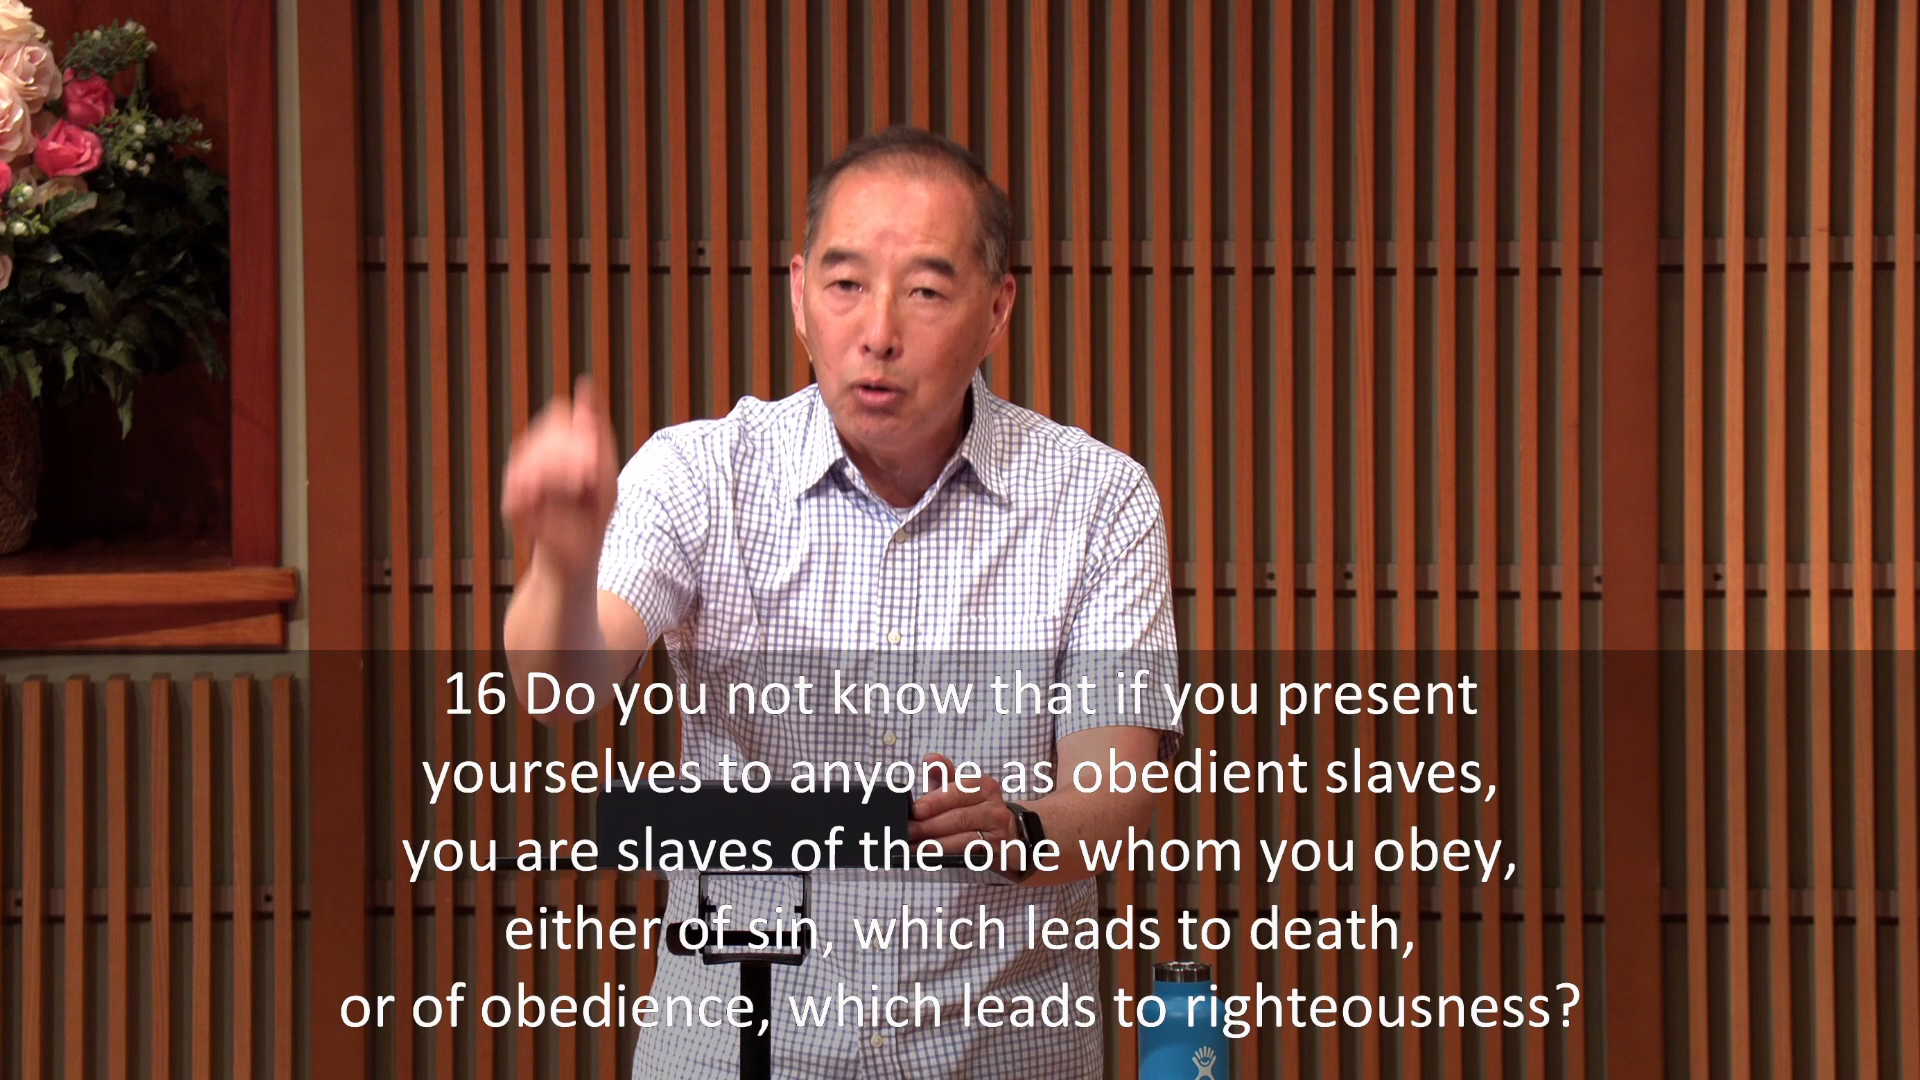 16 Do you not know that if you present
yourselves to anyone as obedient slaves,
you are slaves of the one whom you obey,
either of sin, which leads to death,
or of obedience, which leads to righteousness?